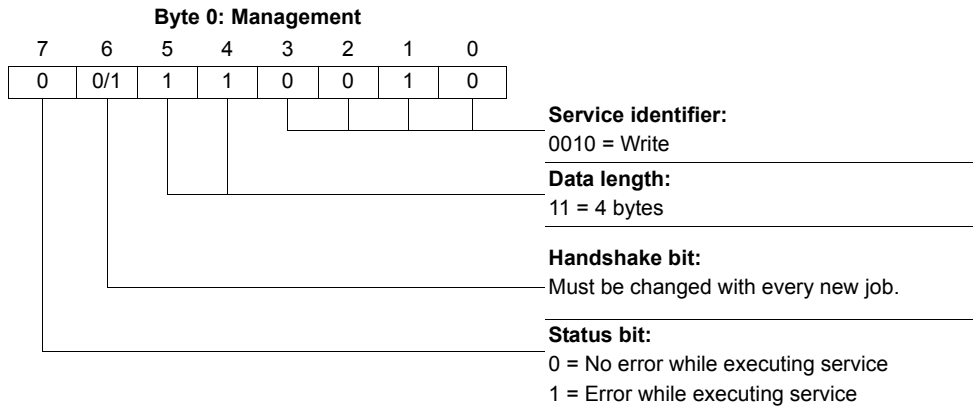 Byte 0: Management
7 6 5 4 3 2 1 0
0 0/1 1 1 0 0 1 0
Service identifier:
0010 = Write
Data length:
11 = 4 bytes
Handshake bit:
Must be changed with every new job.
Status bit:
0 = No error while executing service
1 = Error while executing service